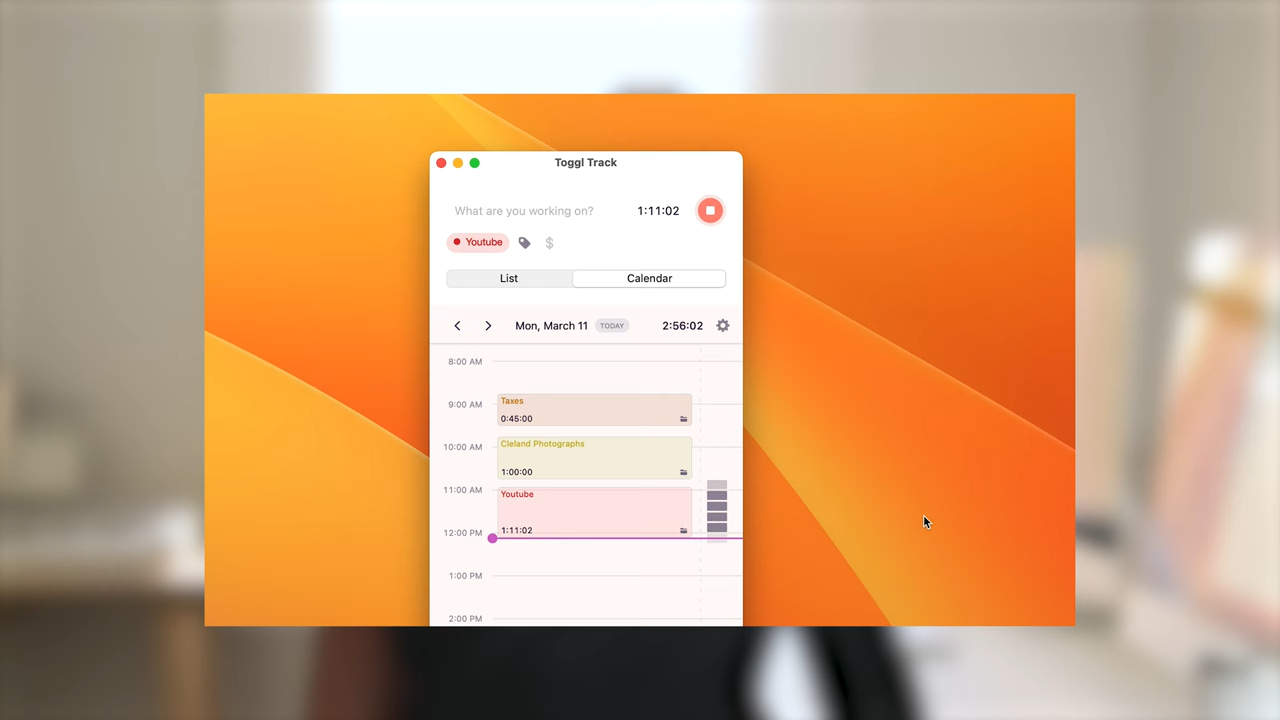 Toggl Track
What are you working on?
1:11:02
Youtube
$
List
Calendar
Mon, March 11
TODAY
2:56:02
8:00 AM
9:00 AM
Taxes
0:45:00
10:00 AM
Cleland Photographs
1:00:00
11:00 AM
Youtube
1:11:02
12:00 PM
1:00 PM
2:00 PM